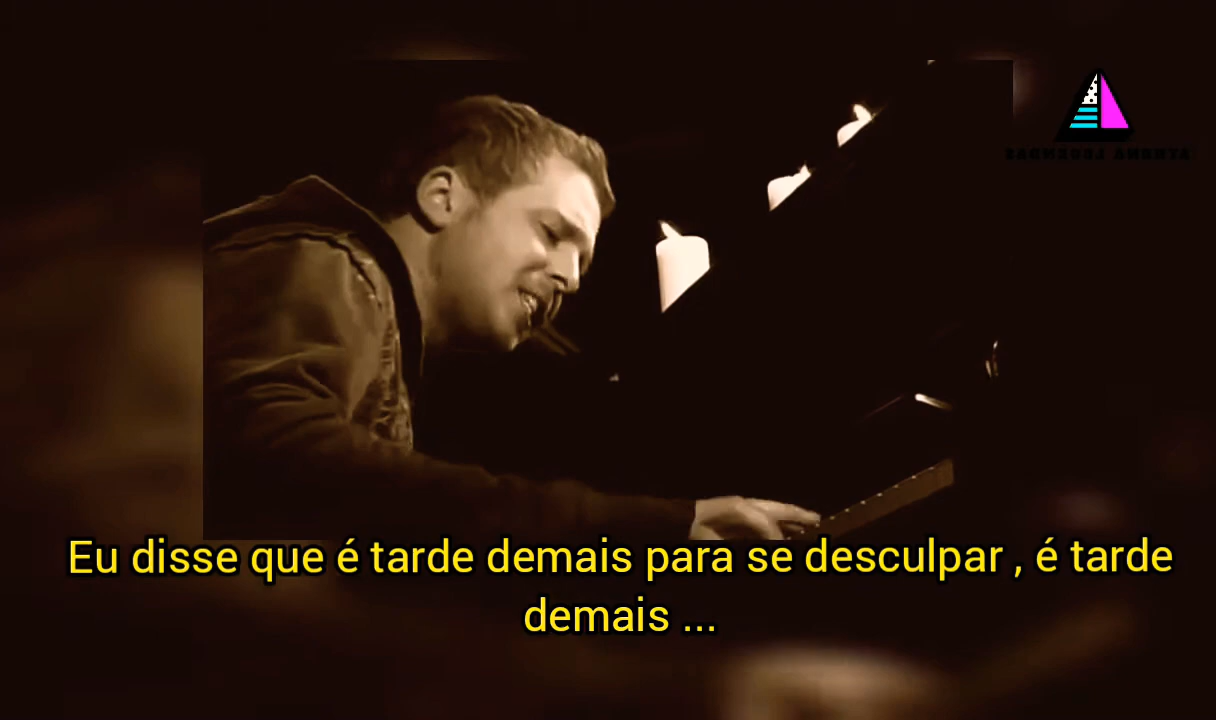 Eu disse que é tarde demais para se desculpar , é tarde
demais ...